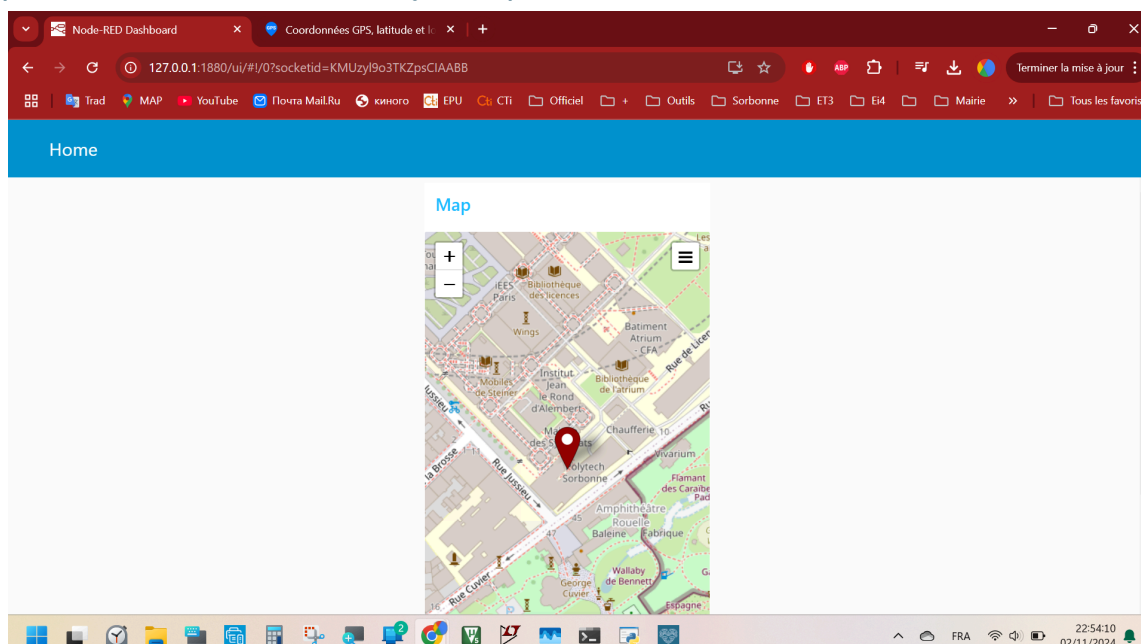 Node-RED Dashboard
Coordonnées GPS, latitude et lo
127.0.0.1:1880/ui/#!/0?socketid=KMUzyl9o3TKZpsCIAABB
ABP
Terminer la mise à jour
Trad
MAP
YouTube
Почта Mail.Ru
киного
EPU
CTi
Officiel
+
Outils
Sorbonne
ET3
Ei4
Mairie
»
Tous les favoris
Home
Map
+
−
Les
IEES
Paris
Bibliothèque
des licences
Wings
Batiment
Atrium
- CFA
Rue de Licen
Mobiles
de Steiner
Institut
Jean
le Rond
d'Alembert
Bibliothèque
de l'atrium
Jussieu
Chaufferie
10
1-11
la Brosse
Rue Jussieu
Polytech
Sorbonne
Vivarium
Flamant
des Caraïbe
Amphithéâtre
Rouelle
Baleine
Fabrique
45
47
Wallaby
de Bennett
George
Cuvier
16
Rue Cuvier
Espagne
2
FRA
22:54:10
02/11/2024